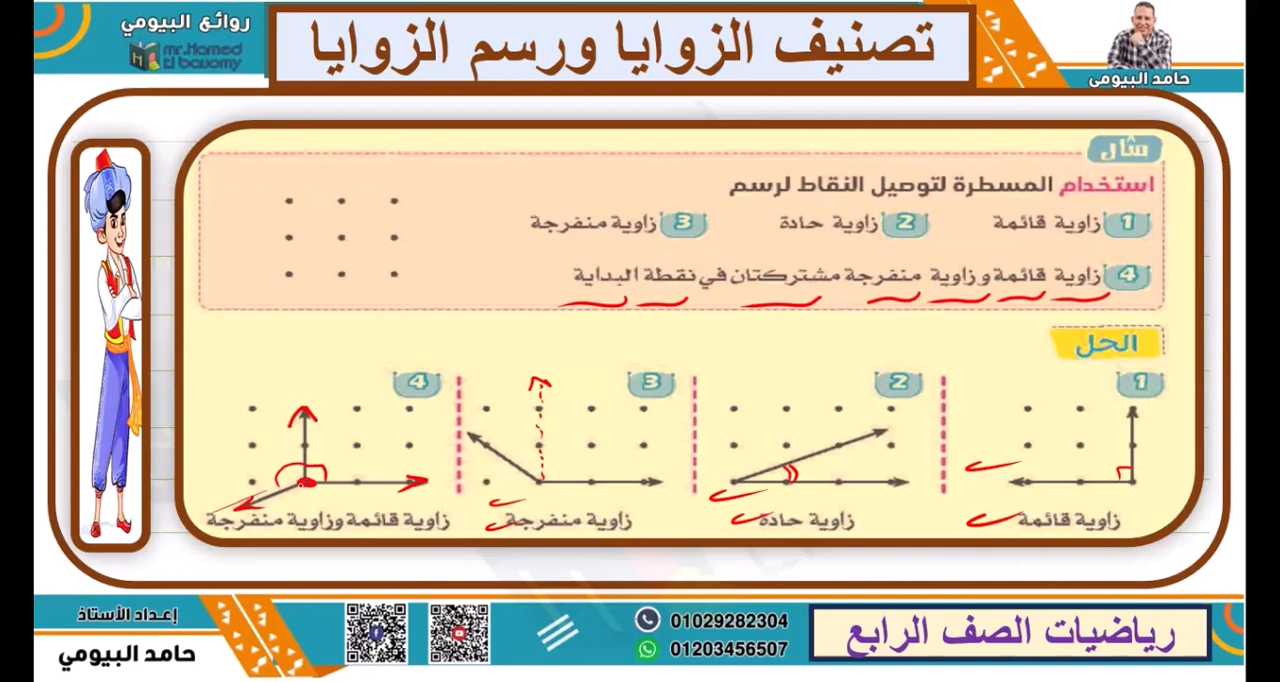 روائع البيومي
mr.Hamed
El bauomy
تصنيف الزوايا ورسم الزوايا
حامد البيومى
مثال
استخدام المسطرة لتوصيل النقاط لرسم
1 زاوية قائمة 2 زاوية حادة 3 زاوية منفرجة
4 زاوية قائمة وزاوية منفرجة مشتركتان في نقطة البداية
الحل
1 2 3 4
زاوية قائمة زاوية حادة زاوية منفرجة زاوية قائمة وزاوية منفرجة
رياضيات الصف الرابع
01029282304
01203456507
إعداد الأستاذ
حامد البيومي